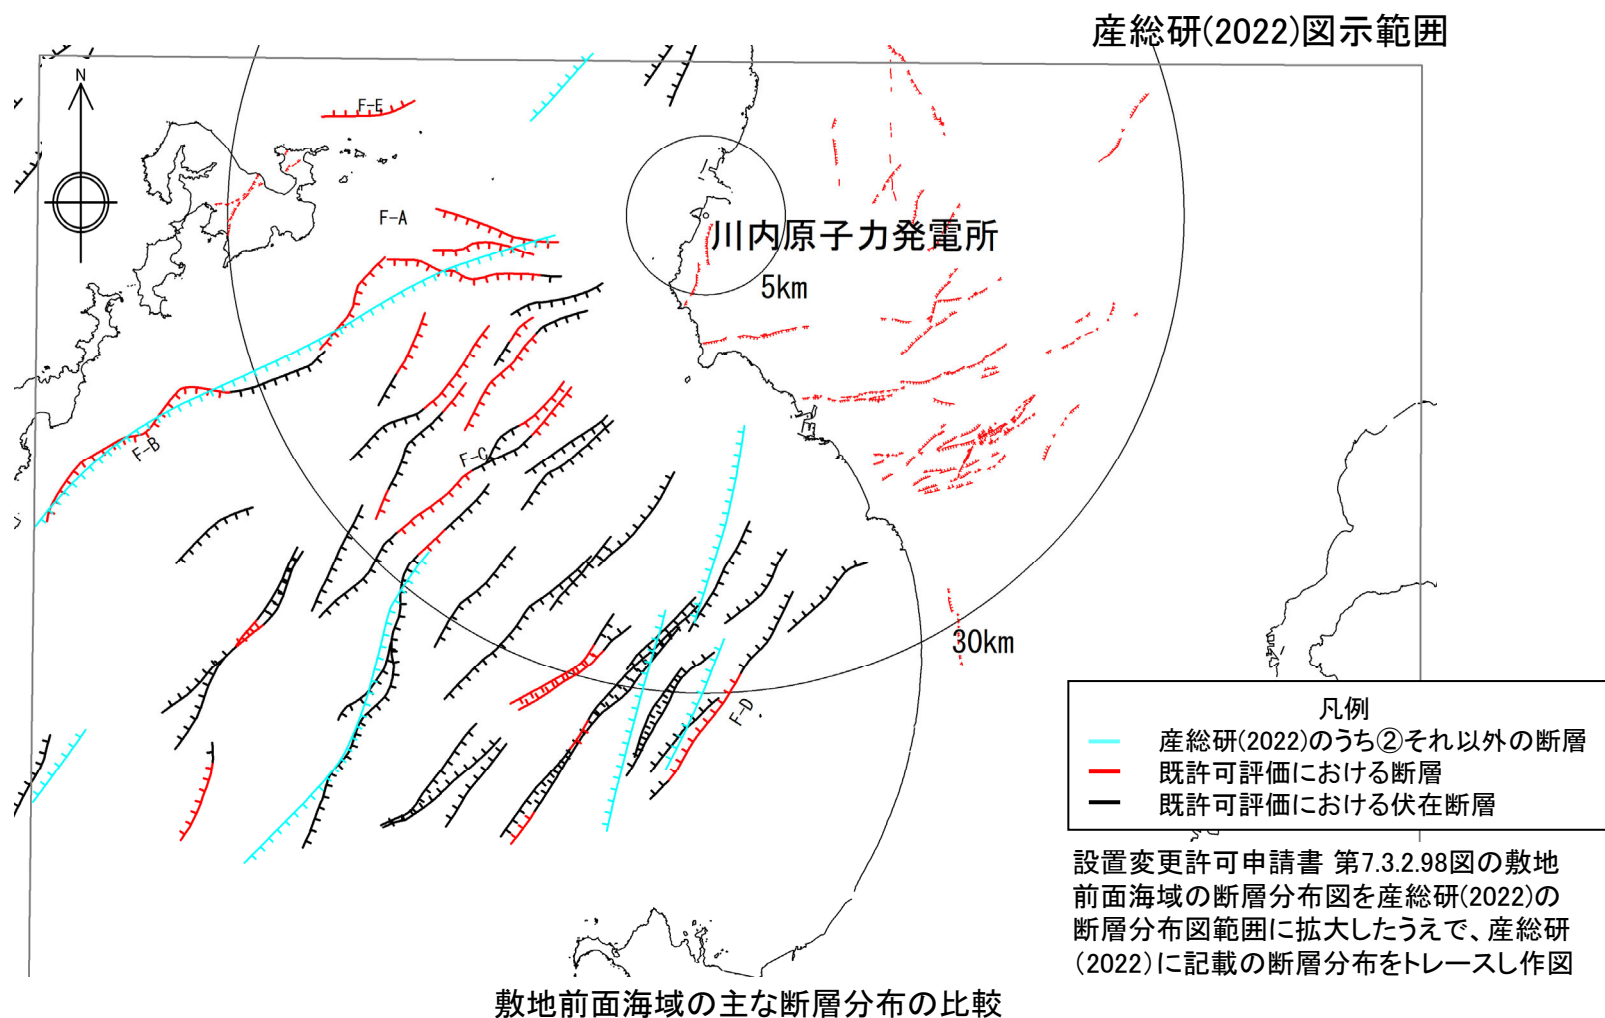 産総研(2022)図示範囲
N
F-E
F-A
川内原子力発電所
5km
F-B
F-C
30km
F-D
凡例
産総研(2022)のうち②それ以外の断層
既許可評価における断層
既許可評価における伏在断層
設置変更許可申請書 第7.3.2.98図の敷地
前面海域の断層分布図を産総研(2022)の
断層分布図範囲に拡大したうえで、産総研
(2022)に記載の断層分布をトレースし作図
敷地前面海域の主な断層分布の比較